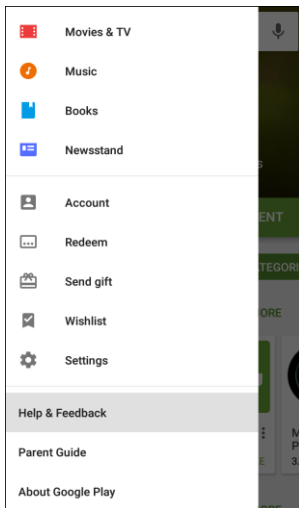 Movies & TV
Music
Books
Newsstand
Account
Redeem
Send gift
Wishlist
Settings
Help & Feedback
Parent Guide
About Google Play